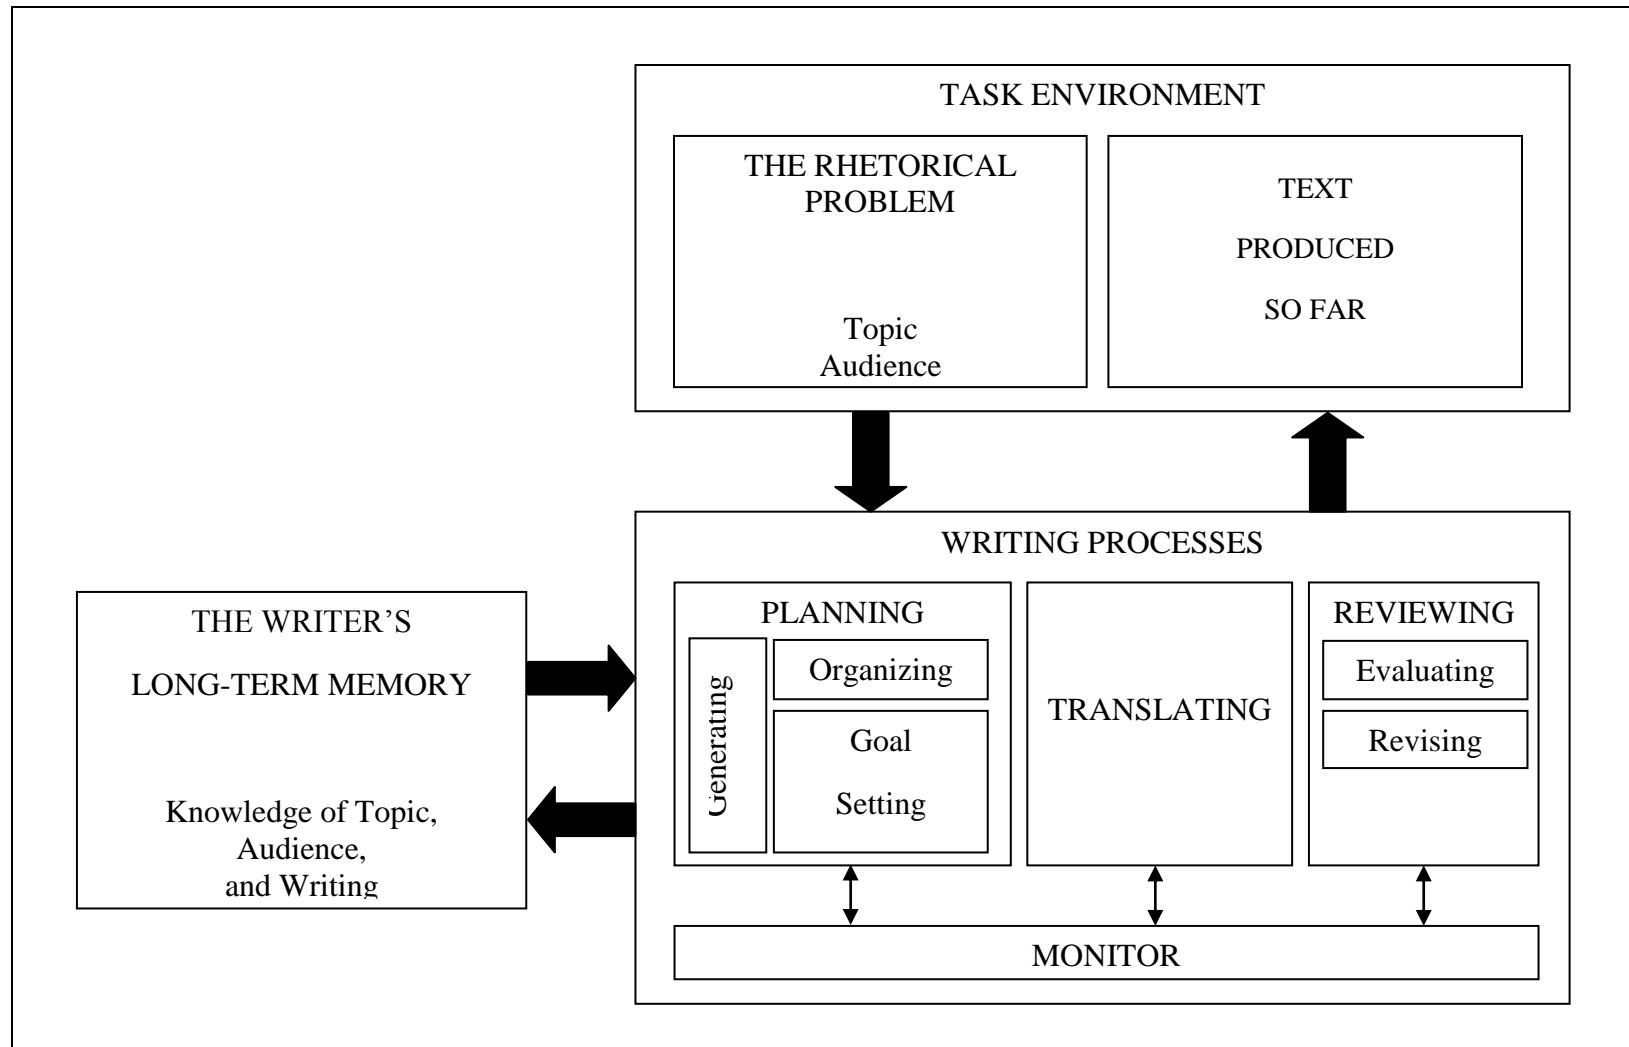 TASK ENVIRONMENT
THE RHETORICAL
PROBLEM
Topic
Audience
TEXT
PRODUCED
SO FAR
WRITING PROCESSES
THE WRITER’S
LONG-TERM MEMORY
Knowledge of Topic,
Audience,
and Writing
PLANNING
Generating
Organizing
Goal
Setting
TRANSLATING
REVIEWING
Evaluating
Revising
MONITOR